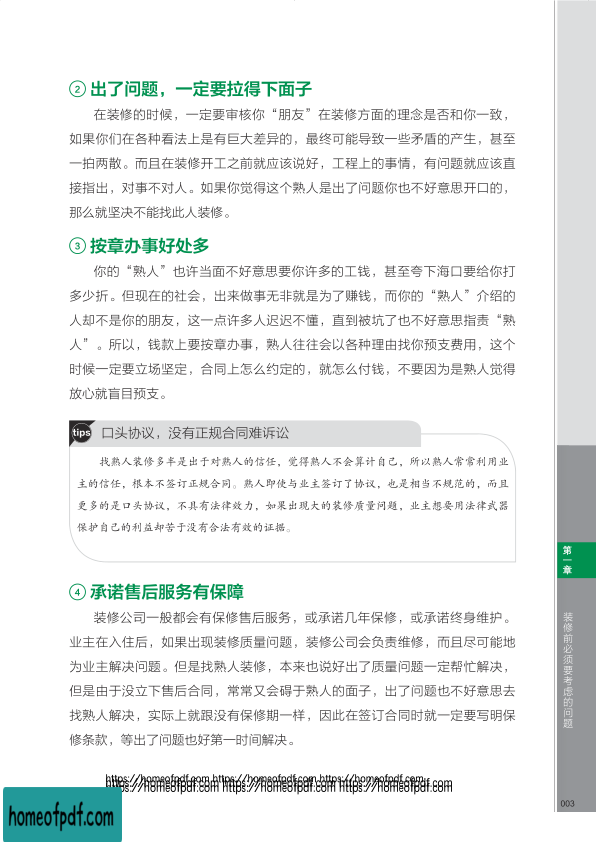 ② 出了问题，一定要拉得下面子
在装修的时候，一定要审核你“朋友”在装修方面的理念是否和你一致，
如果你们在各种看法上是有巨大差异的，最终可能导致一些矛盾的产生，甚至
一拍两散。而且在装修开工之前就应该说好，工程上的事情，有问题就应该直
接指出，对事不对人。如果你觉得这个熟人是出了问题你也不好意思开口的，
那么就坚决不能找此人装修。
③ 按章办事好处多
你的“熟人”也许当面不好意思要你许多的工钱，甚至夸下海口要给你打
多少折。但现在的社会，出来做事无非就是为了赚钱，而你的“熟人”介绍的
人却不是你的朋友，这一点许多人迟迟不懂，直到被坑了也不好意思指责“熟
人”。所以，钱款上要按章办事，熟人往往会以各种理由找你预支费用，这个
时候一定要立场坚定，合同上怎么约定的，就怎么付钱，不要因为是熟人觉得
放心就盲目预支。
tips 口头协议，没有正规合同难诉讼
找熟人装修多半是出于对熟人的信任，觉得熟人不会算计自己，所以熟人常常利用业
主的信任，根本不签订正规合同。熟人即使与业主签订了协议，也是相当不规范的，而且
更多的是口头协议，不具有法律效力，如果出现大的装修质量问题，业主想要用法律武器
保护自己的利益却苦于没有合法有效的证据。
④ 承诺售后服务有保障
装修公司一般都会有保修售后服务，或承诺几年保修，或承诺终身维护。
业主在入住后，如果出现装修质量问题，装修公司会负责维修，而且尽可能地
为业主解决问题。但是找熟人装修，本来也说好出了质量问题一定帮忙解决，
但是由于没立下售后合同，常常又会碍于熟人的面子，出了问题也不好意思去
找熟人解决，实际上就跟没有保修期一样，因此在签订合同时就一定要写明保
修条款，等出了问题也好第一时间解决。
第一章
装修前必须要考虑的问题
003
https://homeofpdf.com https://homeofpdf.com https://homeofpdf.com
https://homeofpdf.com https://homeofpdf.com https://homeofpdf.com
homeofpdf.com